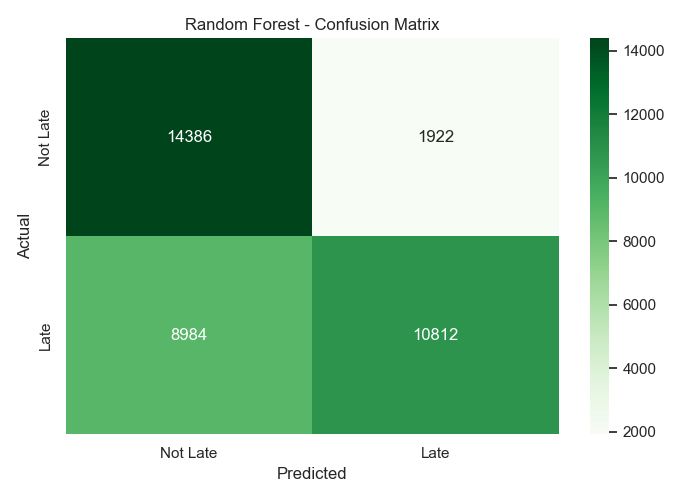 Random Forest - Confusion Matrix
Actual
Not Late
Late
14386
1922
8984
10812
Not Late
Late
Predicted
14000
12000
10000
8000
6000
4000
2000